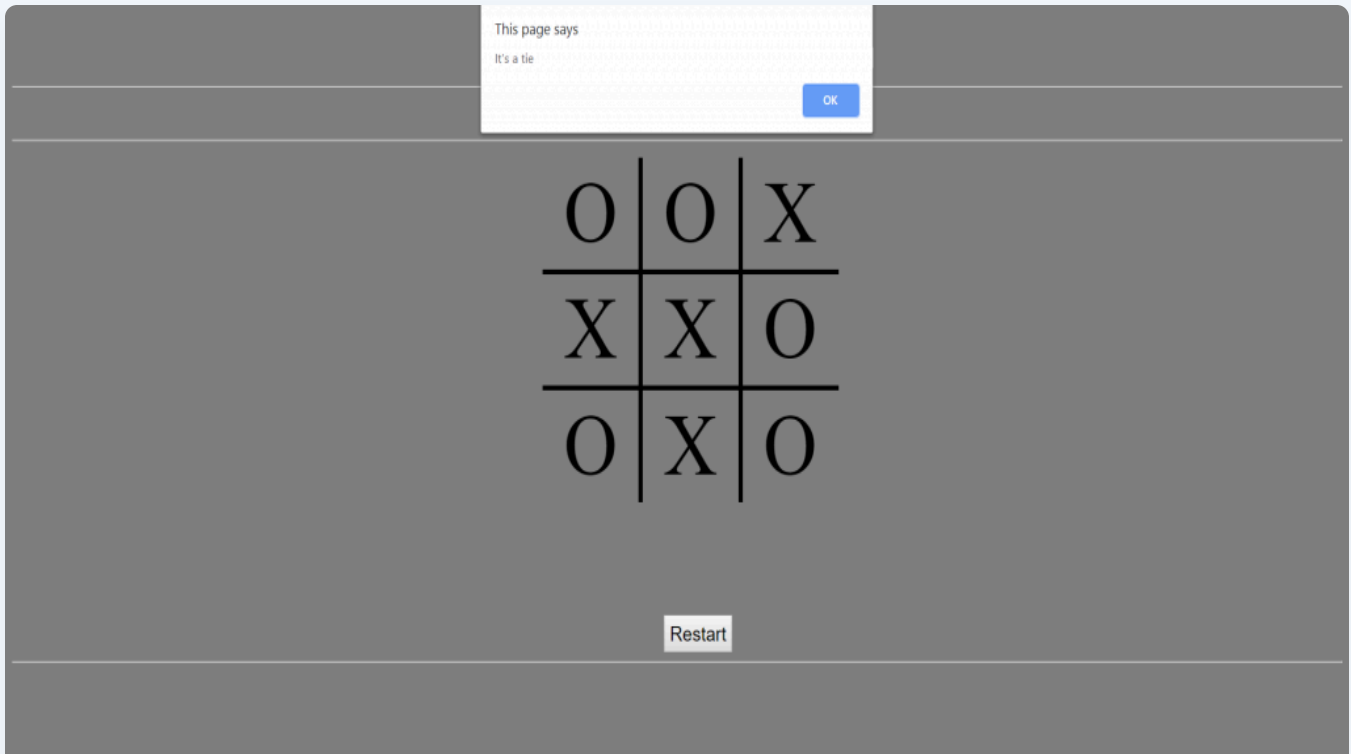 This page says
It's a tie
OK
O O X
X X O
O X O
Restart